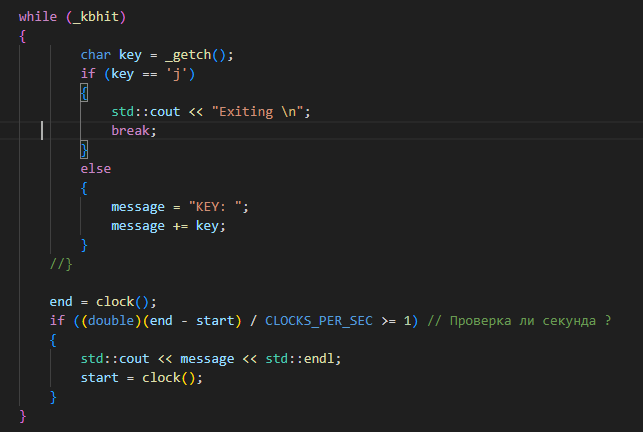 while (_kbhit)
{
char key = _getch();
if (key == 'j')
{
std::cout << "Exiting \n";
break;
}
else
{
message = "KEY: ";
message += key;
}
//}
end = clock();
if ((double)(end - start) / CLOCKS_PER_SEC >= 1) // Проверка ли секунда ?
{
std::cout << message << std::endl;
start = clock();
}
}